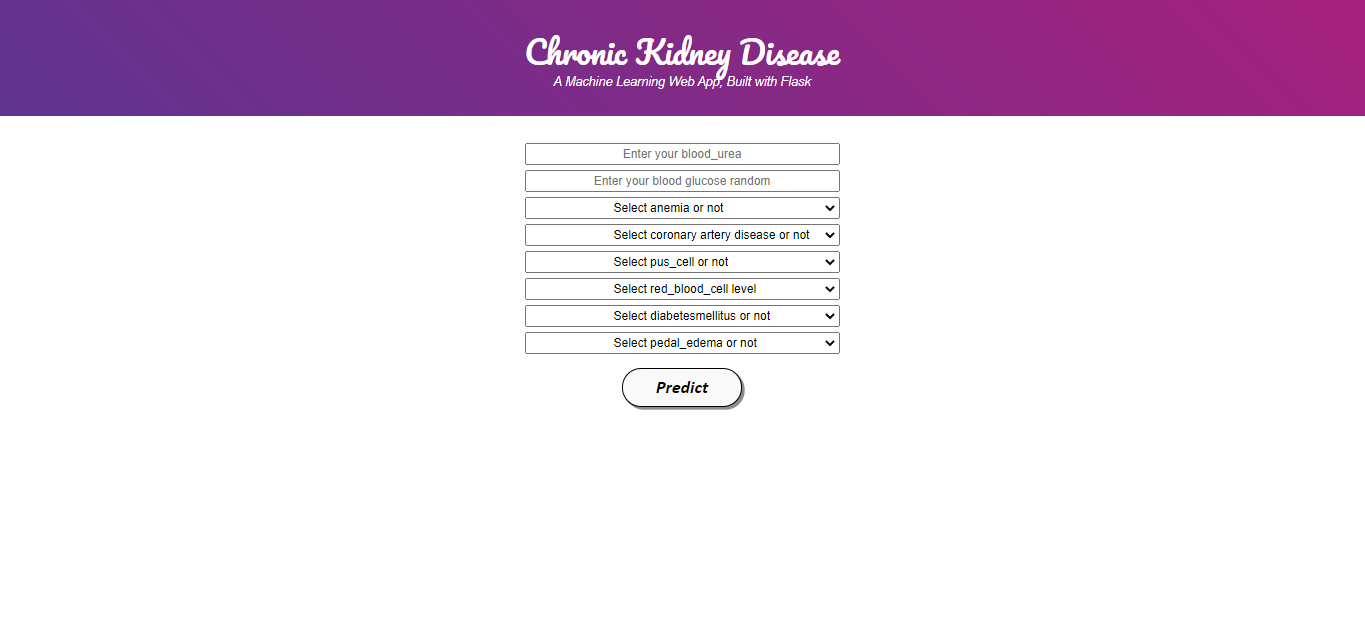 Chronic Kidney Disease
A Machine Learning Web App, Built with Flask
Enter your blood_urea
Enter your blood glucose random
Select anemia or not
Select coronary artery disease or not
Select pus_cell or not
Select red_blood_cell level
Select diabetesmellitus or not
Select pedal_edema or not
Predict